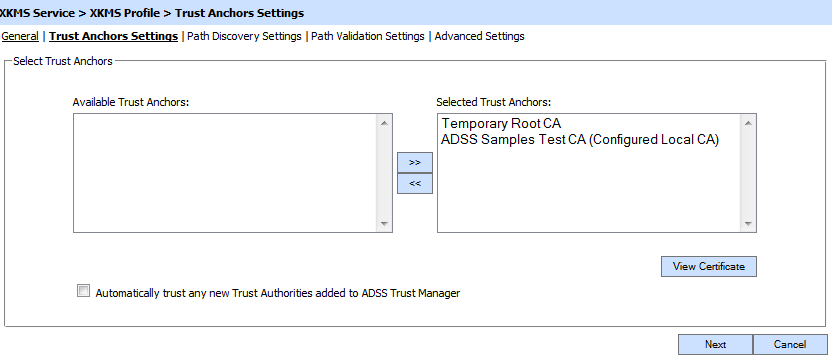 XKMS Service > XKMS Profile > Trust Anchors Settings
General | Trust Anchors Settings | Path Discovery Settings | Path Validation Settings | Advanced Settings
Select Trust Anchors
Available Trust Anchors: Selected Trust Anchors:
Temporary Root CA
ADSS Samples Test CA (Configured Local CA)
>>
<<
View Certificate
Automatically trust any new Trust Authorities added to ADSS Trust Manager
Next Cancel